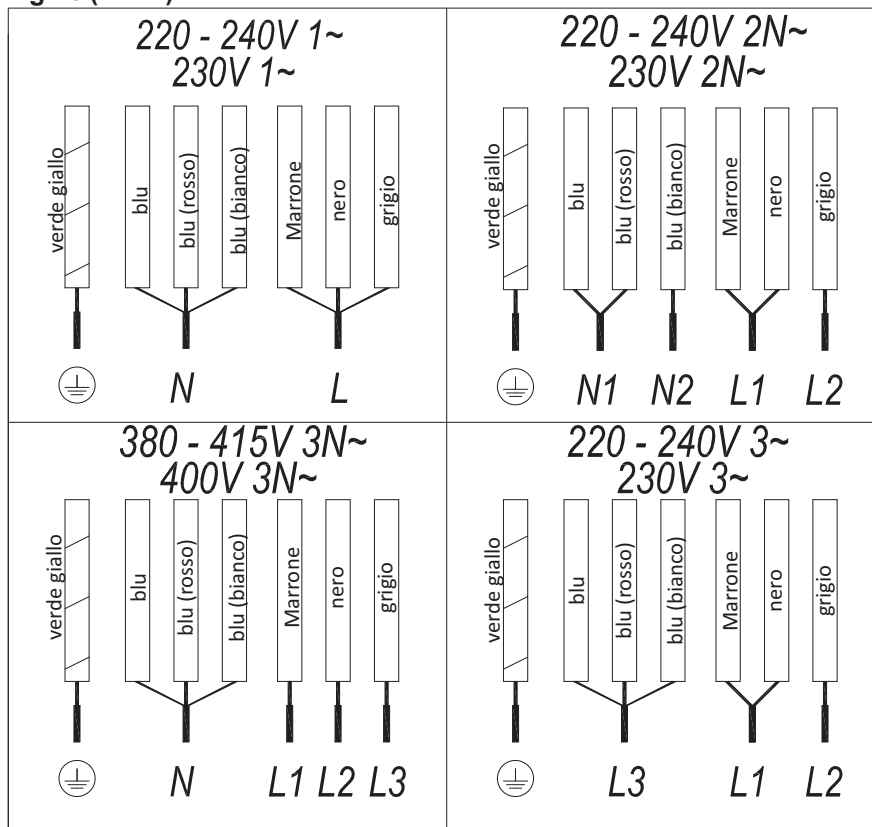 220 - 240V 1~
230V 1~
verde giallo
blu
blu (rosso)
blu (bianco)
Marrone
nero
grigio
N
L
220 - 240V 2N~
230V 2N~
verde giallo
blu
blu (rosso)
blu (bianco)
Marrone
nero
grigio
N1 N2 L1 L2
380 - 415V 3N~
400V 3N~
verde giallo
blu
blu (rosso)
blu (bianco)
Marrone
nero
grigio
N L1 L2 L3
220 - 240V 3~
230V 3~
verde giallo
blu
blu (rosso)
blu (bianco)
Marrone
nero
grigio
L3 L1 L2